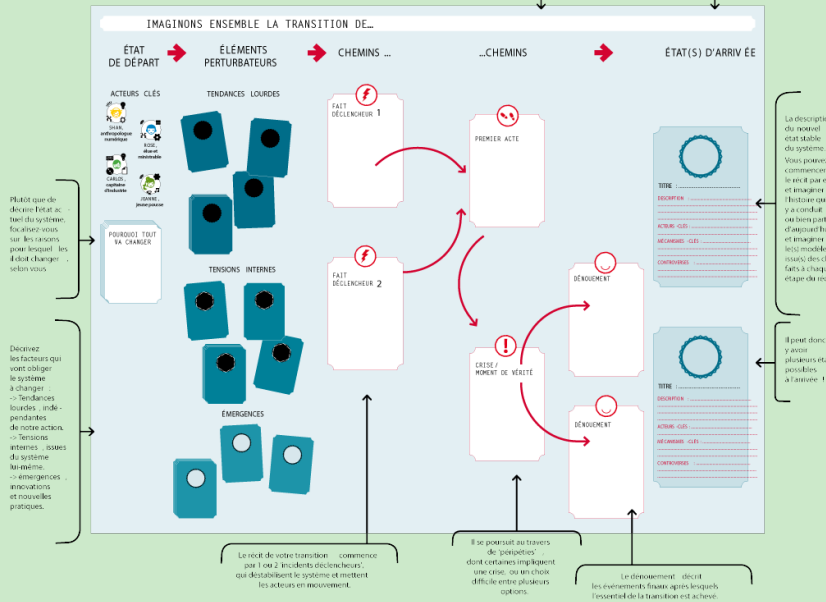 IMAGINONS ENSEMBLE LA TRANSITION DE…
ÉTAT
DE DÉPART
ÉLÉMENTS
PERTURBATEURS
CHEMINS ...
...CHEMINS
ÉTAT(S) D'ARRIV ÉE
ACTEURS CLÉS
SHAN,
anthropologue
numérique
ROSE,
élue et
ministrable
CARLOS,
capitaine
d'industrie
JOANNE,
jeune pousse
POURQUOI TOUT
VA CHANGER
TENDANCES LOURDES
TENSIONS INTERNES
ÉMERGENCES
FAIT
DÉCLENCHEUR 1
FAIT
DÉCLENCHEUR 2
PREMIER ACTE
CRISE/
MOMENT DE VÉRITÉ
DÉNOUEMENT
DÉNOUEMENT
TITRE :
DESCRIPTION :
ACTEURS -CLÉS :
MÉCANISMES -CLÉS :
CONTROVERSES :
TITRE :
DESCRIPTION :
ACTEURS -CLÉS :
MÉCANISMES -CLÉS :
CONTROVERSES :
Plutôt que de
décrire l'état ac -
tuel du système,
focalisez-vous
sur les raisons
pour lesquel les
il doit changer ,
selon vous
Décrivez
les facteurs qui
vont obliger
le système
à changer :
-> Tendances
lourdes , indé -
pendantes
de notre action.
-> Tensions
internes , issues
du système
lui-même.
-> émergences ,
innovations
et nouvelles
pratiques.
Le récit de votre transition commence
par 1 ou 2 'incidents déclencheurs',
qui déstabilisent le système et mettent
les acteurs en mouvement.
Il se poursuit au travers
de 'péripéties' ,
dont certaines impliquent
une crise, ou un choix
difficile entre plusieurs
options.
Le dénouement décrit
les événements finaux après lesquels
l'essentiel de la transition est achevé.
La descriptio
du nouvel
état stable
du système.
Vous pouvez
commencer
le récit par e
et imaginer
l'histoire qui
y a conduit
ou bien parti
d'aujourd'hu
et imaginer
le(s) modèle
issu(s) des ch
faits à chaqu
étape du réc
Il peut donc
y avoir
plusieurs éta
possibles
à l'arrivée !